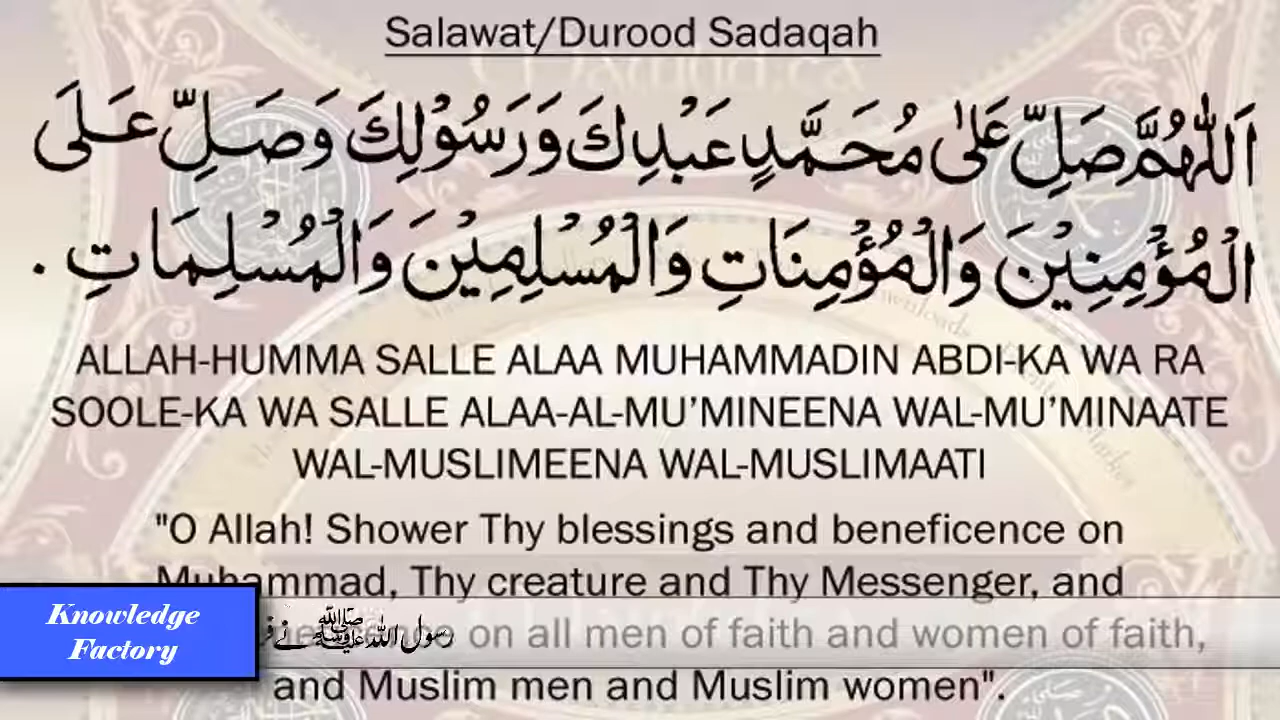 Salawat/Durood Sadaqah
اَللّٰهُمَّ صَلِّ عَلٰى مُحَمَّدٍ عَبْدِكَ وَرَسُوْلِكَ وَصَلِّ عَلَى
الْمُؤْمِنِيْنَ وَالْمُؤْمِنَاتِ وَالْمُسْلِمِيْنَ وَالْمُسْلِمَاتِ .
ALLAH-HUMMA SALLE ALAA MUHAMMADIN ABDI-KA WA RA
SOOLE-KA WA SALLE ALAA-AL-MU’MINEENA WAL-MU’MINAATE
WAL-MUSLIMEENA WAL-MUSLIMAATI
"O Allah! Shower Thy blessings and beneficence on
Muhammad, Thy creature and Thy Messenger, and
on all men of faith and women of faith,
and Muslim men and Muslim women".
رسول اللہ ﷺ نے
Knowledge
Factory